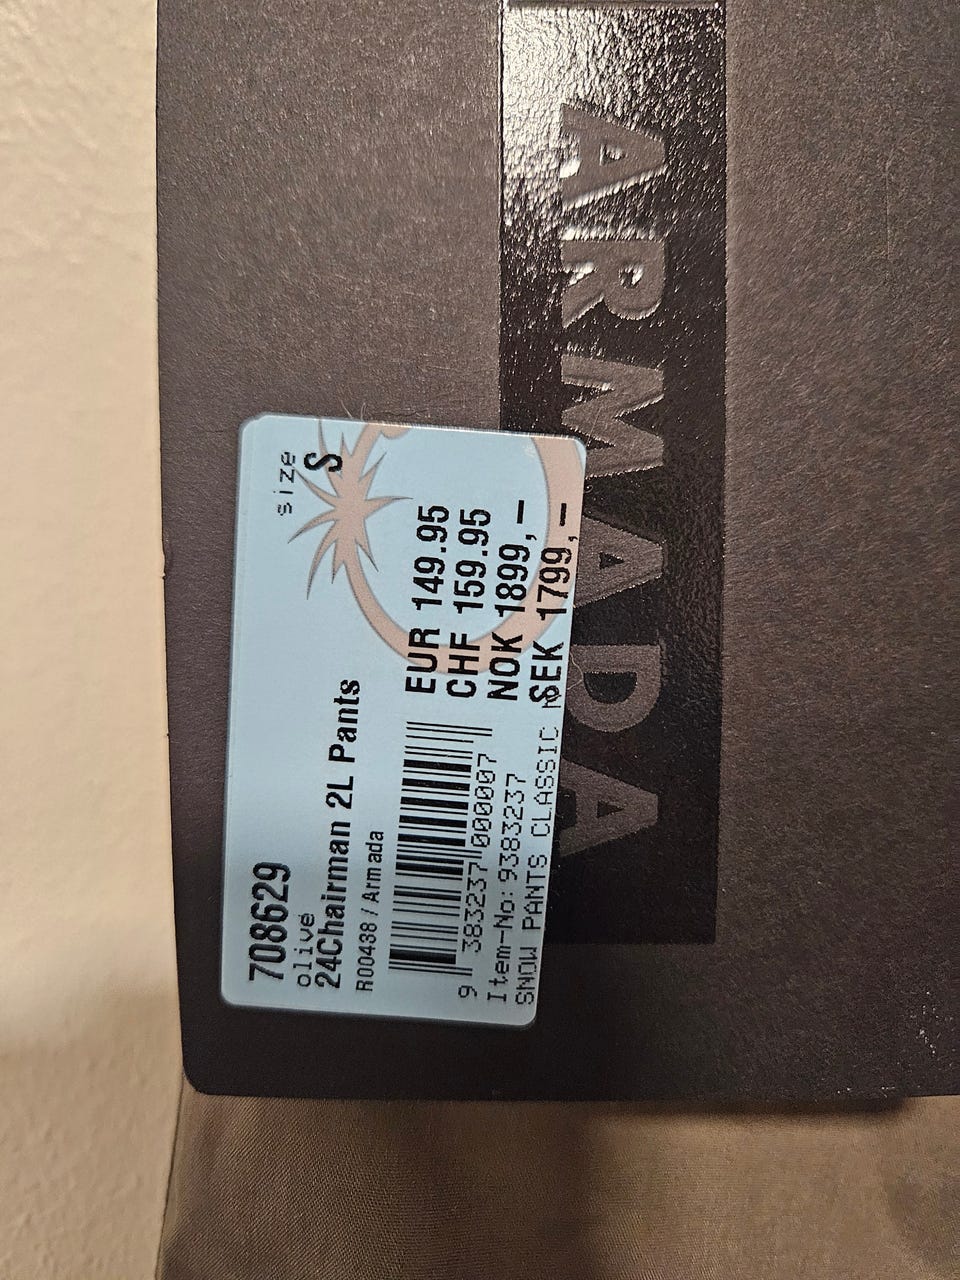 ARMADA
size
S
708629
olive
24Chairman 2L Pants
R00438 / Armada
EUR 149.95
CHF 159.95
NOK 1899,—
SEK 1799,—
9 383237 000007
Item-No: 9383237
SNOW PANTS CLASSIC